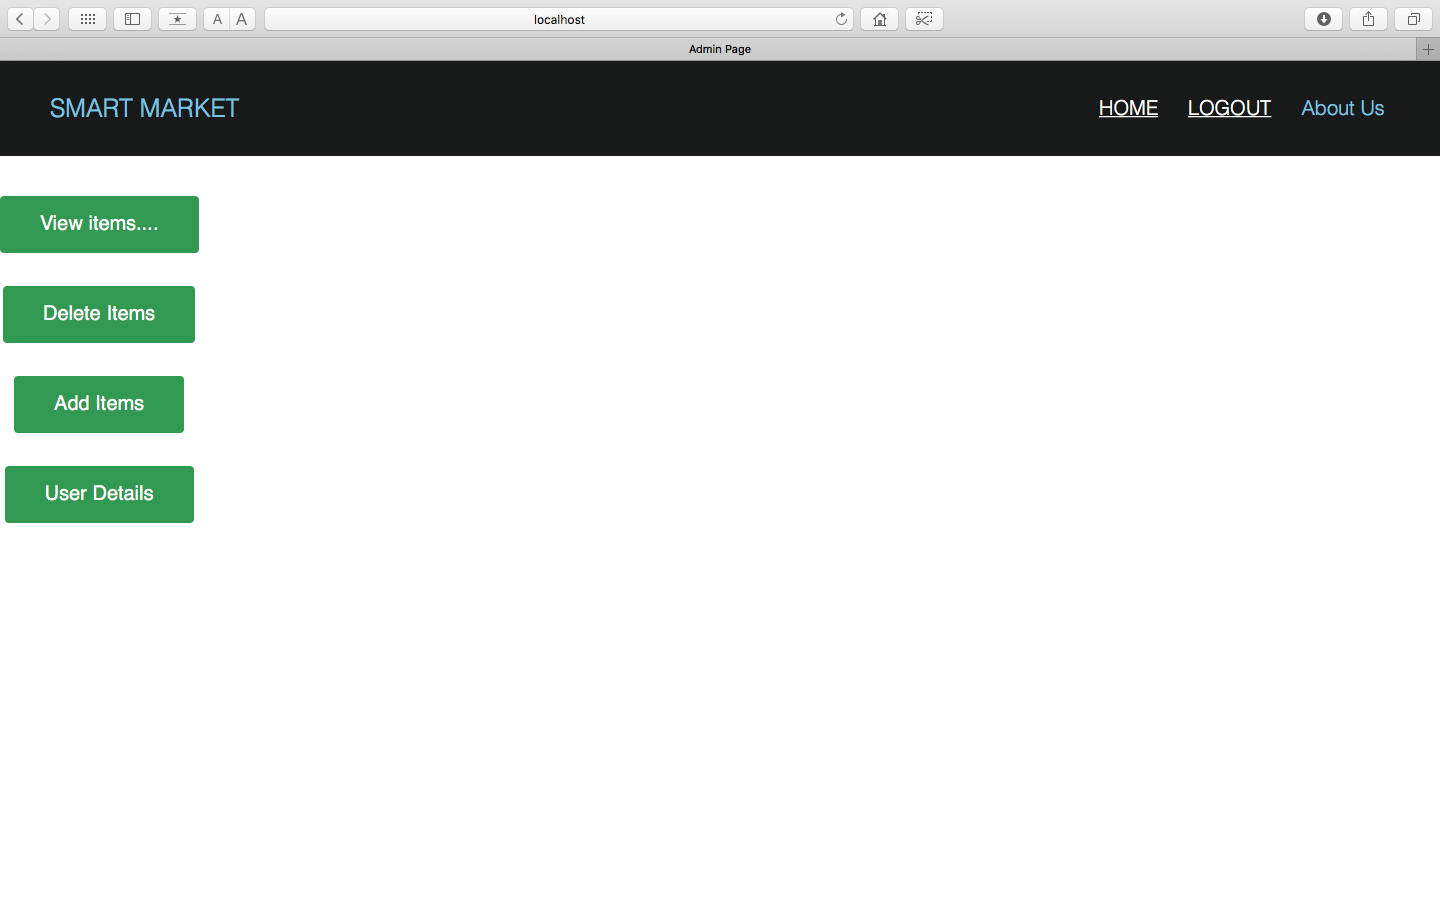 A A
localhost
Admin Page
SMART MARKET
HOME LOGOUT About Us
View items....
Delete Items
Add Items
User Details